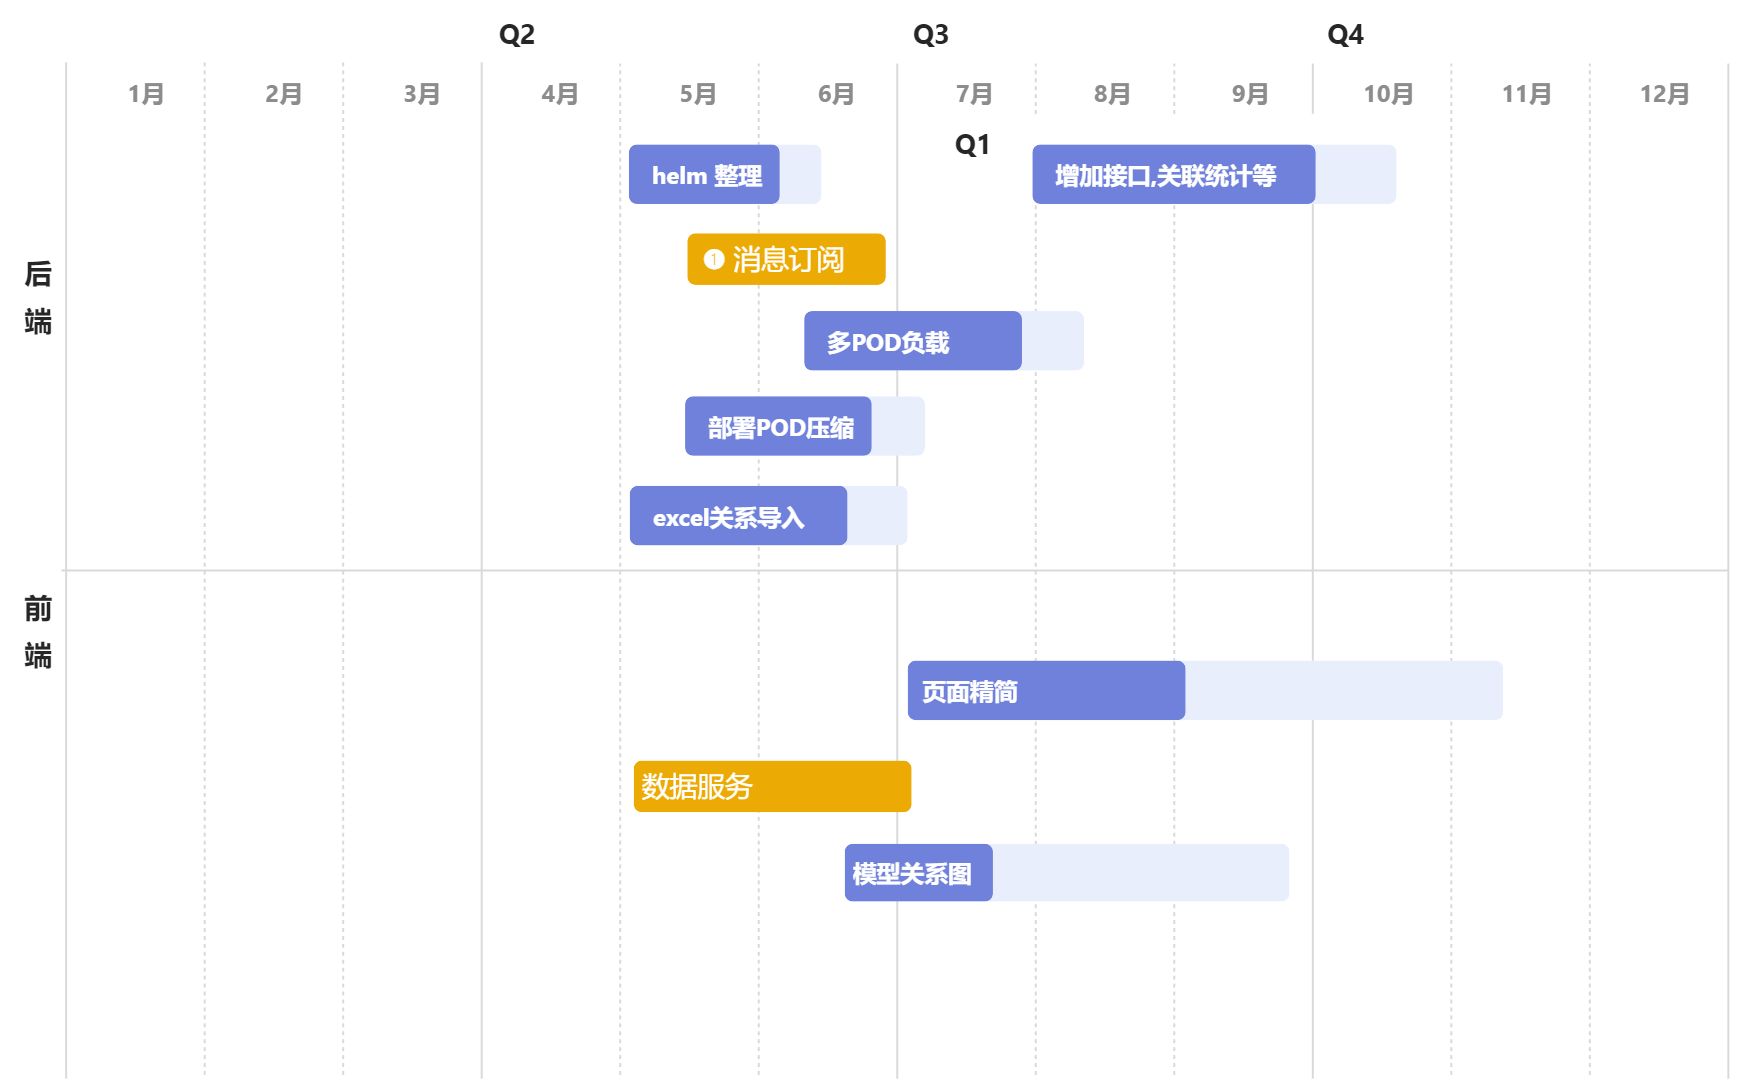 Q2
Q3
Q4
1月
2月
3月
4月
5月
6月
7月
8月
9月
10月
11月
12月
Q1
helm 整理
增加接口,关联统计等
后
端
❶ 消息订阅
多POD负载
部署POD压缩
excel关系导入
前
端
页面精简
数据服务
模型关系图